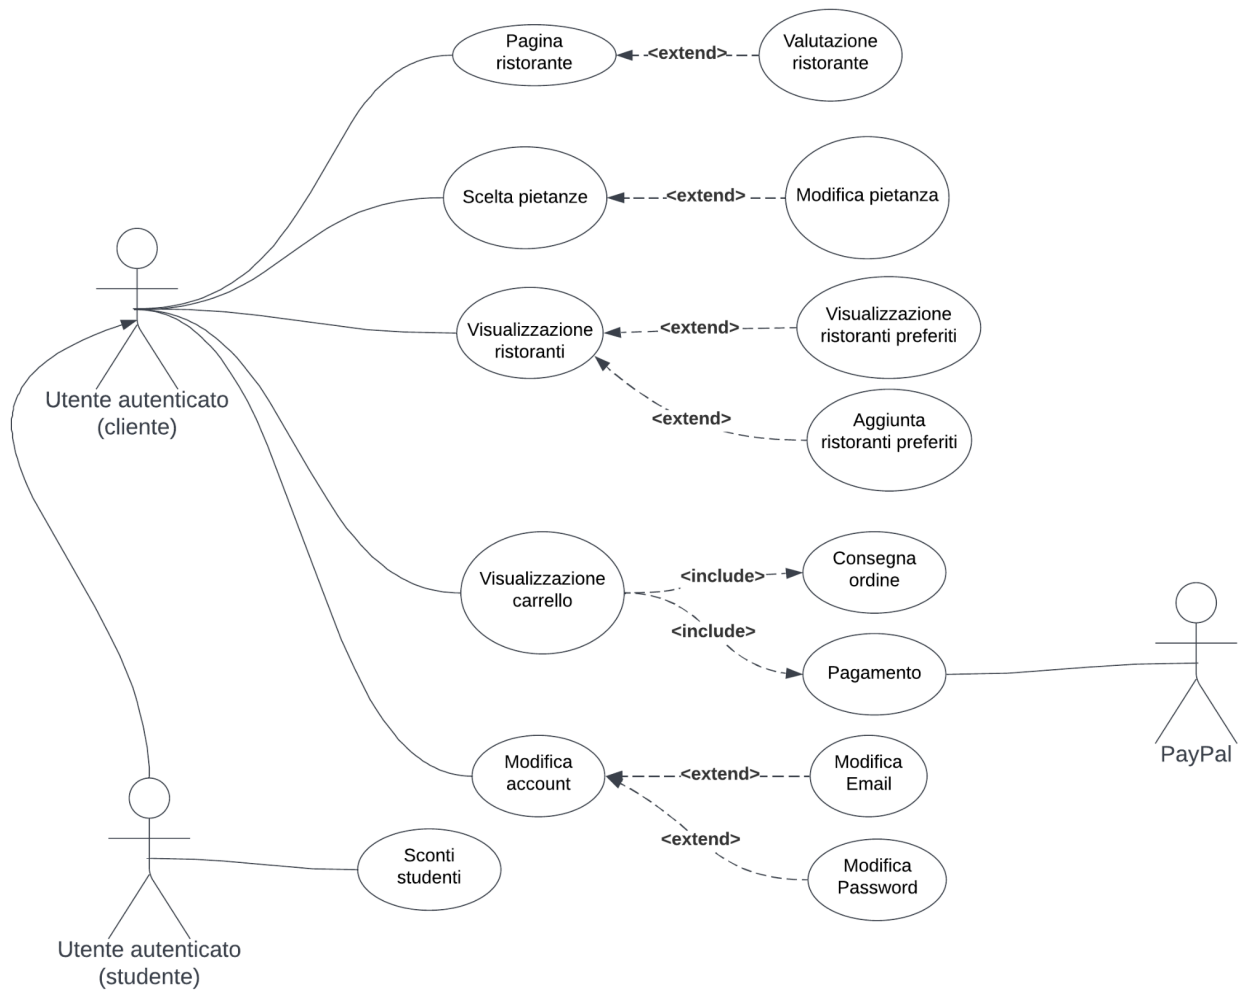 Pagina
ristorante
<extend>
Valutazione
ristorante
Scelta pietanze
<extend>
Modifica pietanza
Visualizzazione
ristoranti
<extend>
Visualizzazione
ristoranti preferiti
<extend>
Aggiunta
ristoranti preferiti
Utente autenticato
(cliente)
Visualizzazione
carrello
<include>
Consegna
ordine
<include>
Pagamento
PayPal
Modifica
account
<extend>
Modifica
Email
<extend>
Modifica
Password
Sconti
studenti
Utente autenticato
(studente)